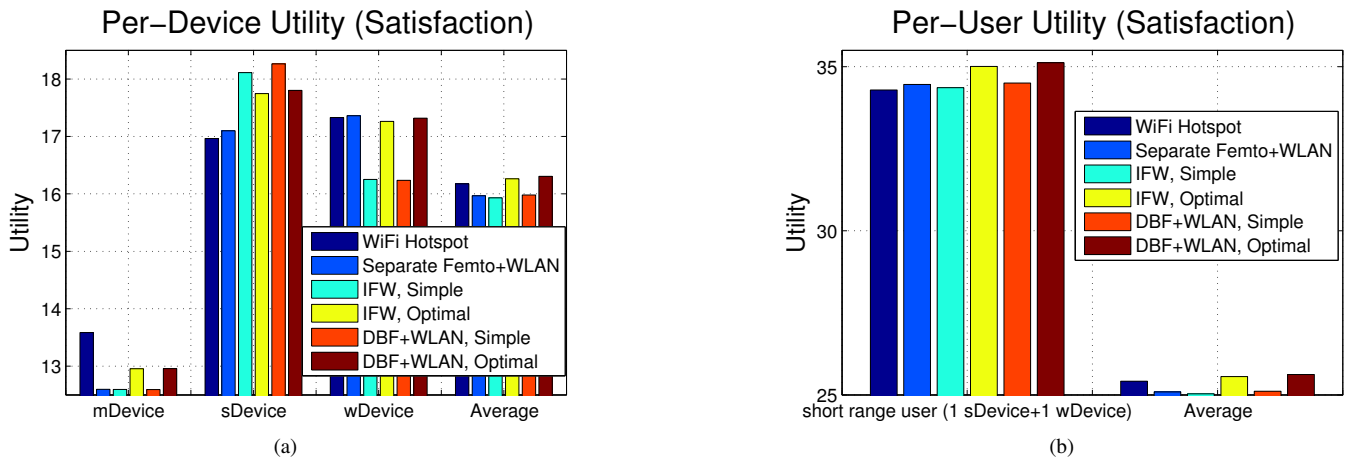 Per−Device Utility (Satisfaction)
Utility
18
17
16
15
14
13
WiFi Hotspot
Separate Femto+WLAN
IFW, Simple
IFW, Optimal
DBF+WLAN, Simple
DBF+WLAN, Optimal
mDevice
sDevice
wDevice
Average
(a)
Per−User Utility (Satisfaction)
Utility
35
30
25
WiFi Hotspot
Separate Femto+WLAN
IFW, Simple
IFW, Optimal
DBF+WLAN, Simple
DBF+WLAN, Optimal
short range user (1 sDevice+1 wDevice)
Average
(b)